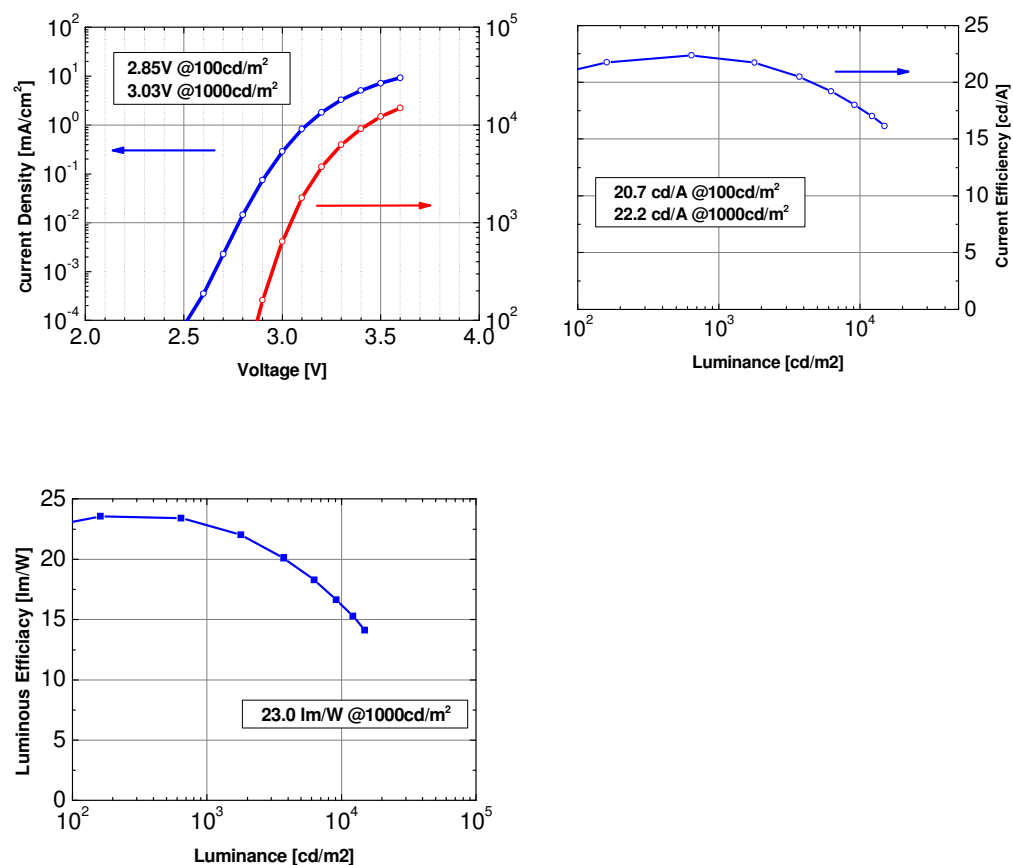 10²
10¹
10⁰
10⁻¹
10⁻²
10⁻³
10⁻⁴
current Density [mA/cm²]
2.85V @100cd/m²
3.03V @1000cd/m²
10⁵
10⁴
10³
10²
2.0 2.5 3.0 3.5 4.0
Voltage [V]
20.7 cd/A @100cd/m²
22.2 cd/A @1000cd/m²
25
20
15
10
5
0
Current Efficiency [cd/A]
10² 10³ 10⁴
Luminance [cd/m2]
25
20
15
10
5
0
Luminous Efficiacy [lm/W]
23.0 lm/W @1000cd/m²
10² 10³ 10⁴ 10⁵
Luminance [cd/m2]